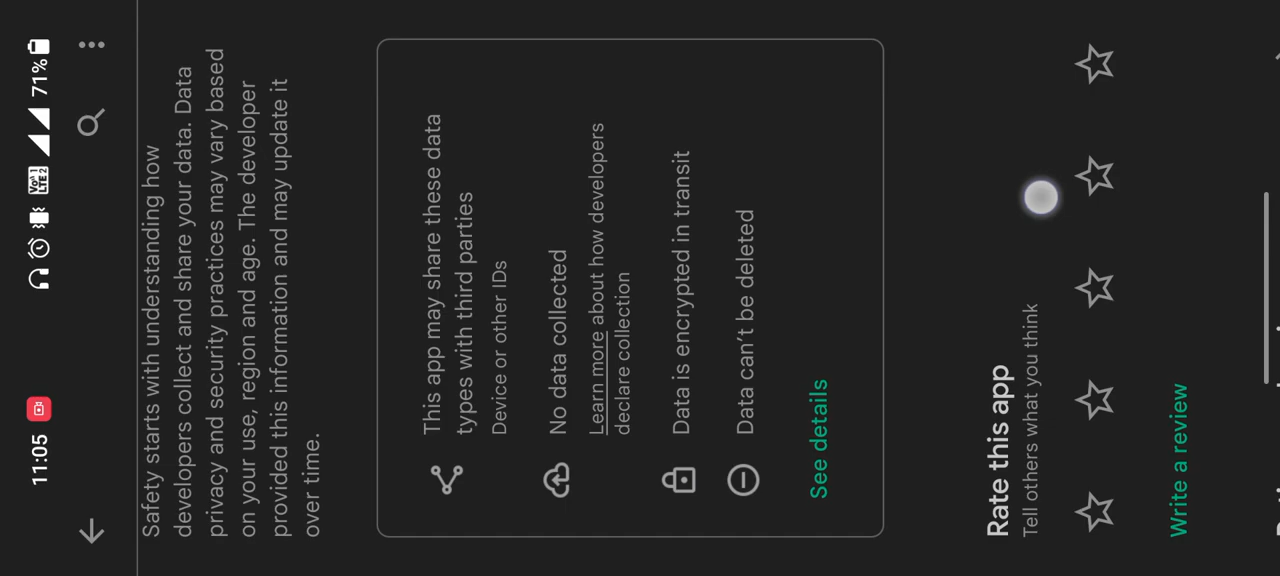 11:05
Vo) 1
LTE 2
71%
Safety starts with understanding how
developers collect and share your data. Data
privacy and security practices may vary based
on your use, region and age. The developer
provided this information and may update it
over time.
This app may share these data
types with third parties
Device or other IDs
No data collected
Learn more about how developers
declare collection
Data is encrypted in transit
Data can’t be deleted
See details
Rate this app
Tell others what you think
Write a review